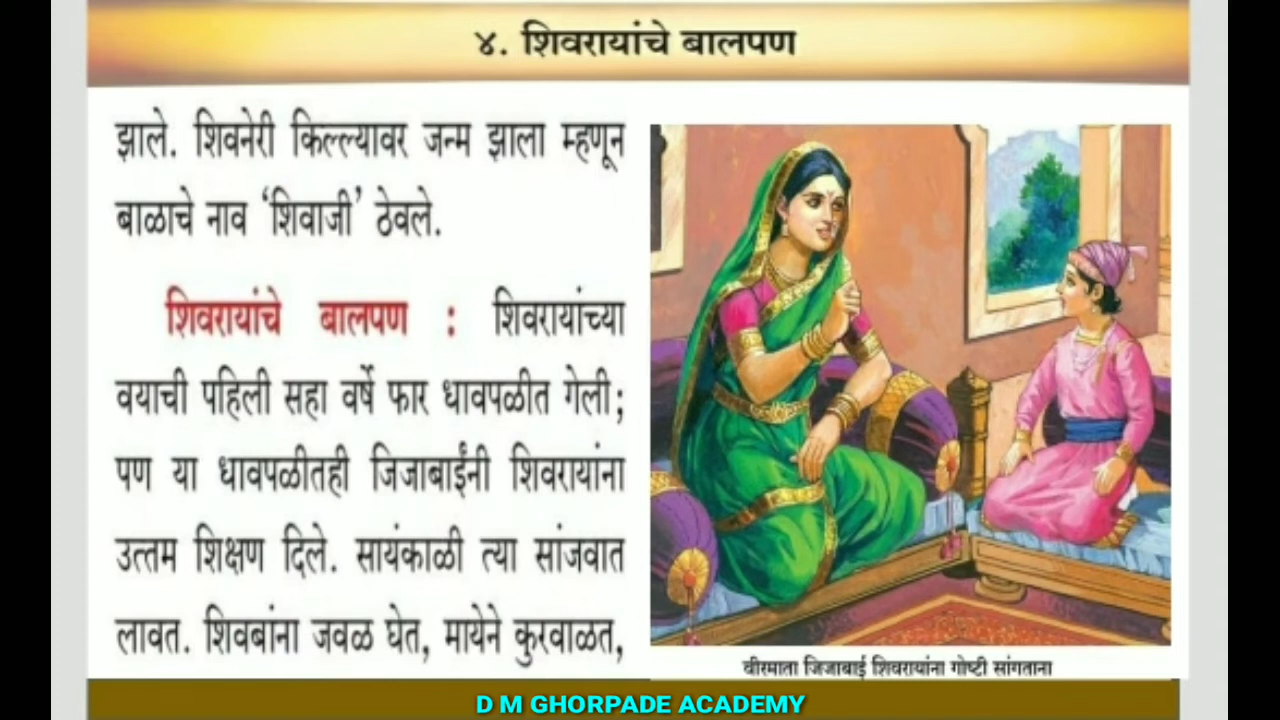 ४. शिवरायांचे बालपण
झाले. शिवनेरी किल्ल्यावर जन्म झाला म्हणून
बाळाचे नाव ‘शिवाजी’ ठेवले.
शिवरायांचे बालपण : शिवरायांच्या
वयाची पहिली सहा वर्षे फार धावपळीत गेली;
पण या धावपळीतही जिजाबाईंनी शिवरायांना
उत्तम शिक्षण दिले. सायंकाळी त्या सांजवात
लावत. शिवबांना जवळ घेत, मायेने कुरवाळत,
वीरमाता जिजाबाई शिवरायांना गोष्टी सांगताना
D M GHORPADE ACADEMY